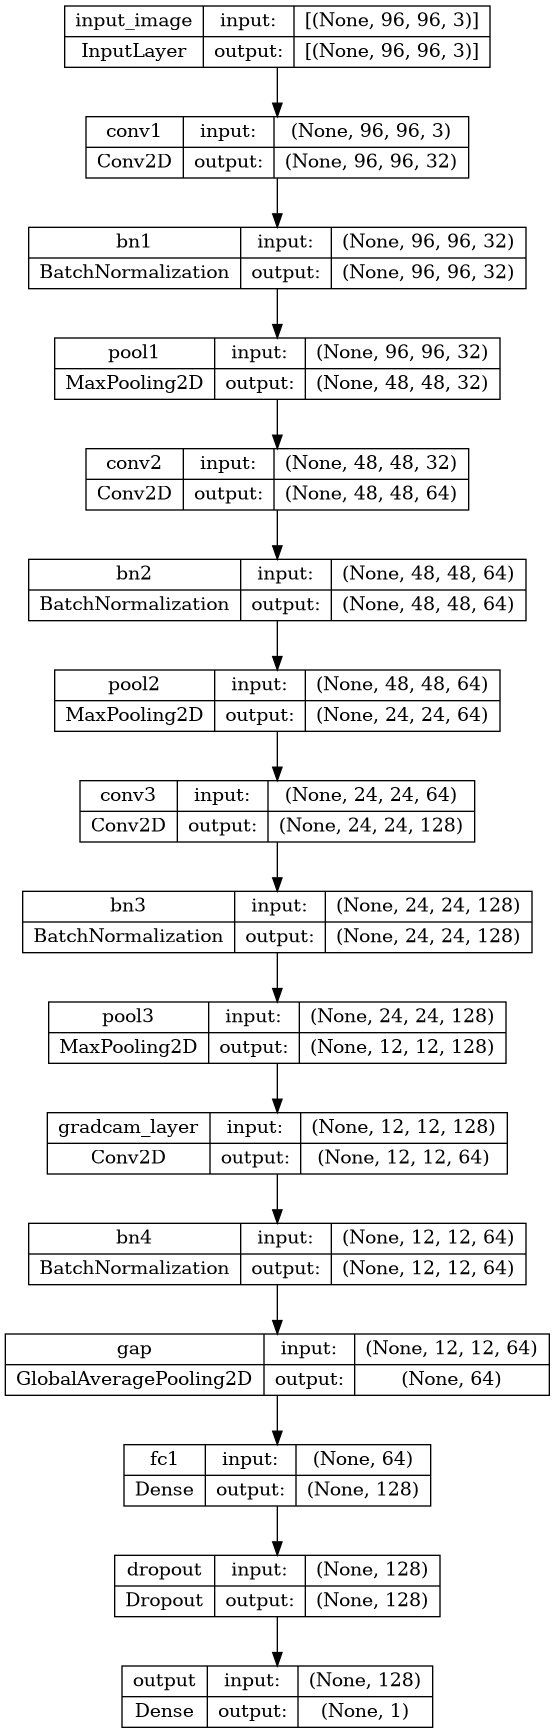 input_image input: [(None, 96, 96, 3)]
InputLayer output: [(None, 96, 96, 3)]
conv1 input: (None, 96, 96, 3)
Conv2D output: (None, 96, 96, 32)
bn1 input: (None, 96, 96, 32)
BatchNormalization output: (None, 96, 96, 32)
pool1 input: (None, 96, 96, 32)
MaxPooling2D output: (None, 48, 48, 32)
conv2 input: (None, 48, 48, 32)
Conv2D output: (None, 48, 48, 64)
bn2 input: (None, 48, 48, 64)
BatchNormalization output: (None, 48, 48, 64)
pool2 input: (None, 48, 48, 64)
MaxPooling2D output: (None, 24, 24, 64)
conv3 input: (None, 24, 24, 64)
Conv2D output: (None, 24, 24, 128)
bn3 input: (None, 24, 24, 128)
BatchNormalization output: (None, 24, 24, 128)
pool3 input: (None, 24, 24, 128)
MaxPooling2D output: (None, 12, 12, 128)
gradcam_layer input: (None, 12, 12, 128)
Conv2D output: (None, 12, 12, 64)
bn4 input: (None, 12, 12, 64)
BatchNormalization output: (None, 12, 12, 64)
gap input: (None, 12, 12, 64)
GlobalAveragePooling2D output: (None, 64)
fc1 input: (None, 64)
Dense output: (None, 128)
dropout input: (None, 128)
Dropout output: (None, 128)
output input: (None, 128)
Dense output: (None, 1)